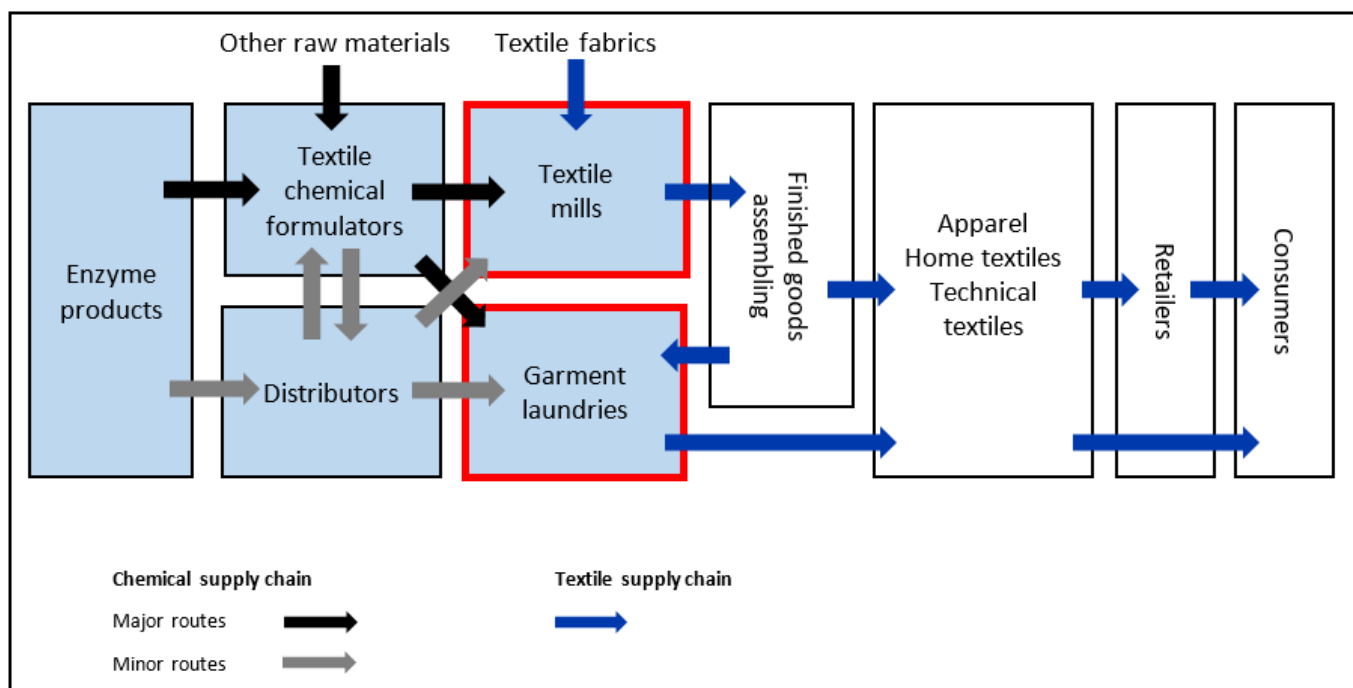 Other raw materials
Textile fabrics
Enzyme
products
Textile
chemical
formulators
Distributors
Textile
mills
Garment
laundries
Finished goods
assembling
Apparel
Home textiles
Technical
textiles
Retailers
Consumers
Chemical supply chain
Major routes
Minor routes
Textile supply chain